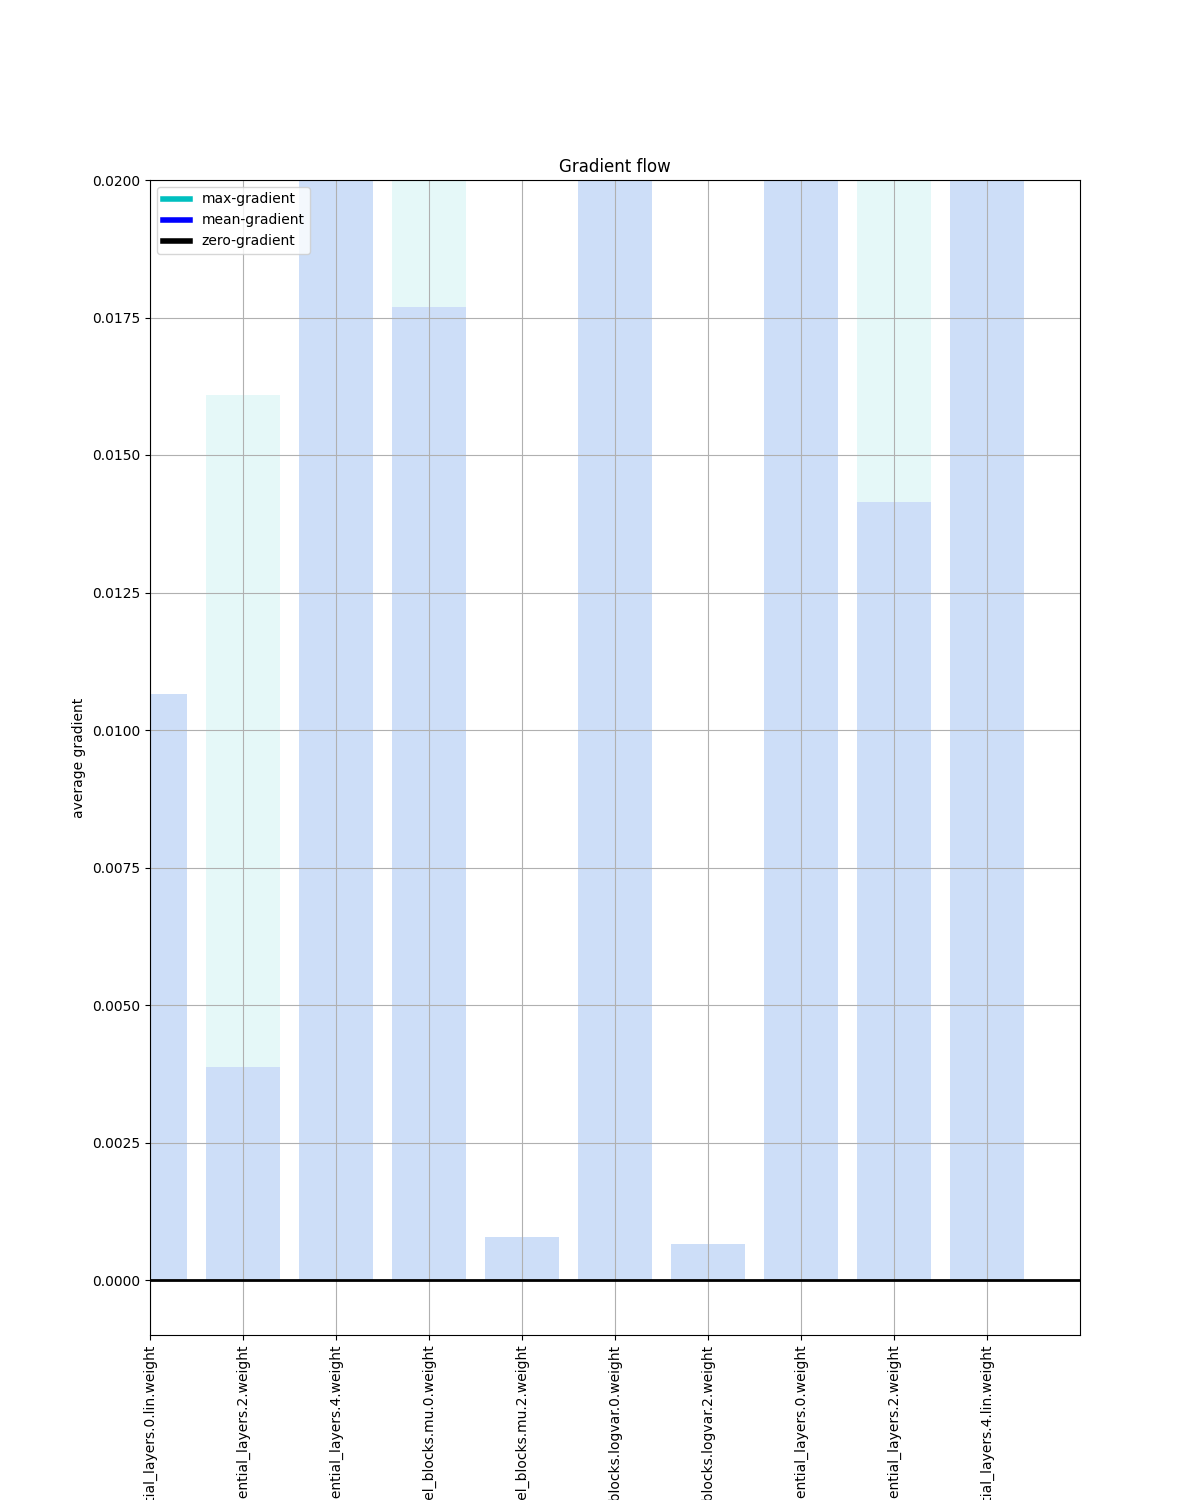 Gradient flow
max-gradient
mean-gradient
zero-gradient
0.0200
0.0175
0.0150
0.0125
0.0100
0.0075
0.0050
0.0025
0.0000
average gradient
tial_layers.0.lin.weight
ential_layers.2.weight
ential_layers.4.weight
el_blocks.mu.0.weight
el_blocks.mu.2.weight
blocks.logvar.0.weight
blocks.logvar.2.weight
ential_layers.0.weight
ential_layers.2.weight
tial_layers.4.lin.weight